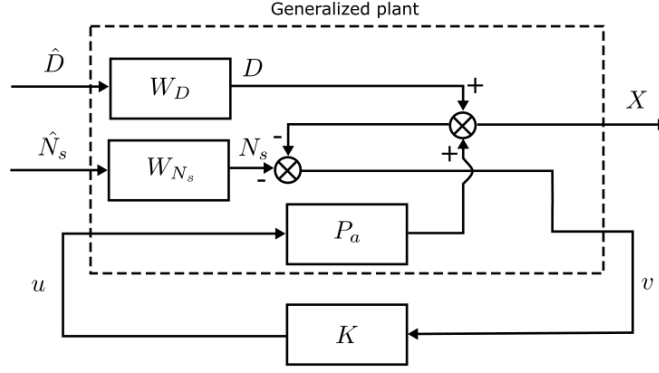 Generalized plant
D̂
W_D
D
+
X
-
N̂_s
W_{N_s}
N_s
-
+
P_a
u
v
K